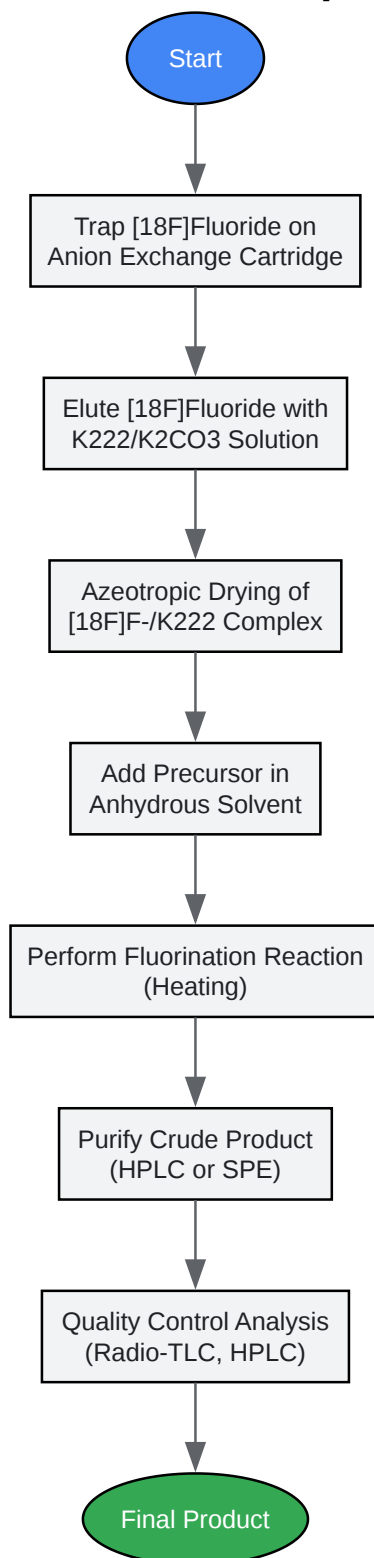 Start
Trap [18F]Fluoride on
Anion Exchange Cartridge
Elute [18F]Fluoride with
K222/K2CO3 Solution
Azeotropic Drying of
[18F]F-/K222 Complex
Add Precursor in
Anhydrous Solvent
Perform Fluorination Reaction
(Heating)
Purify Crude Product
(HPLC or SPE)
Quality Control Analysis
(Radio-TLC, HPLC)
Final Product